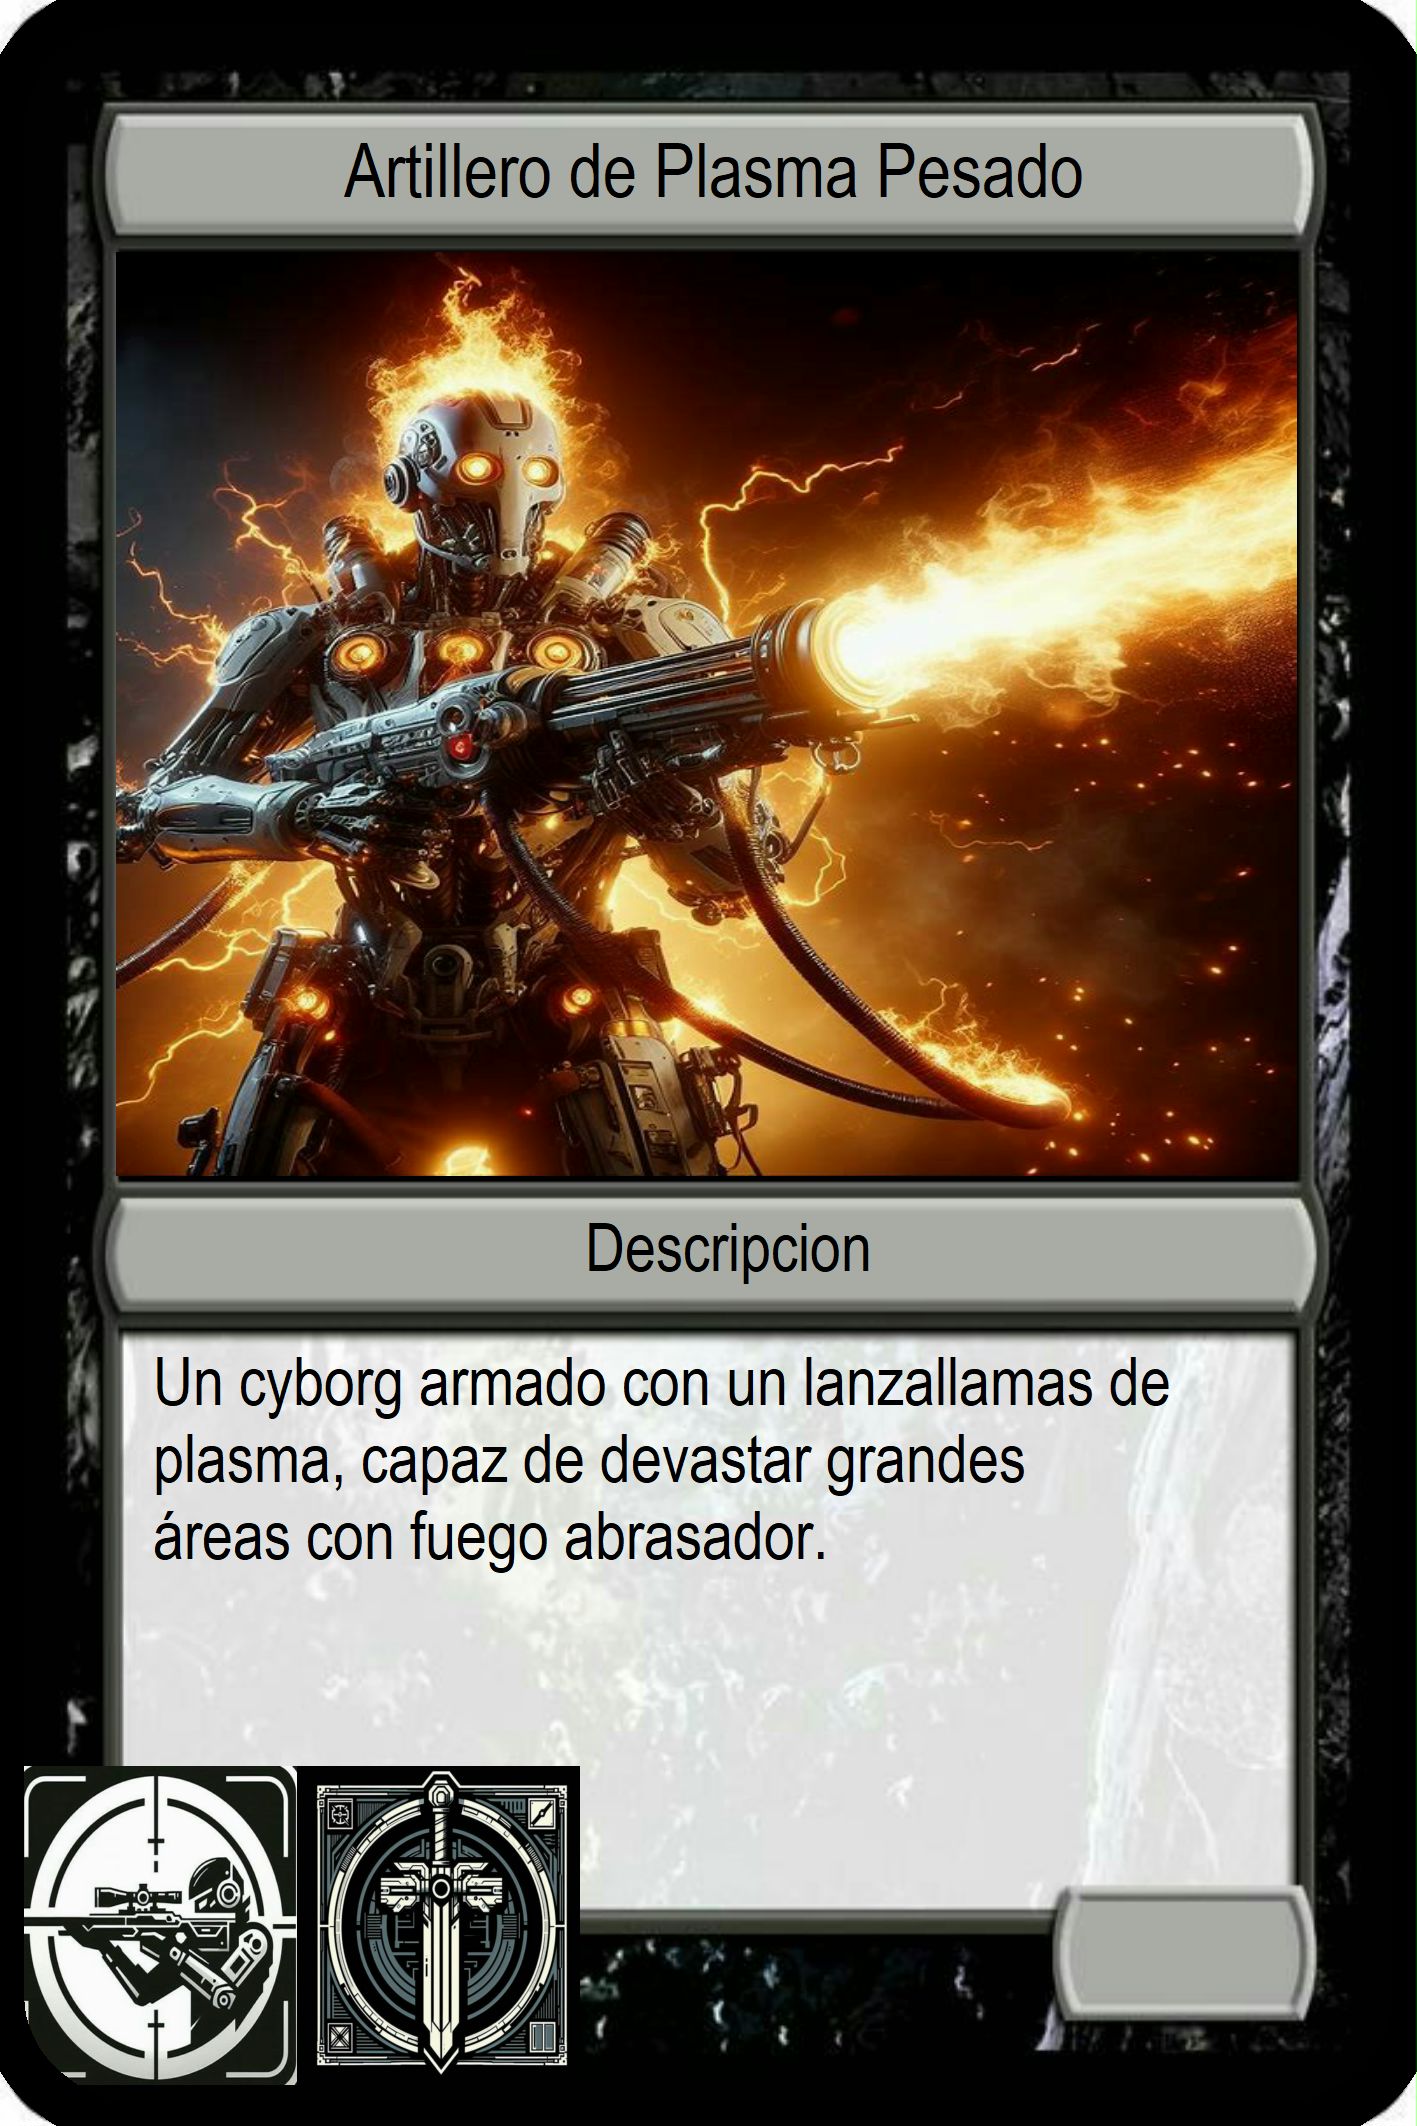 Artillero de Plasma Pesado
Descripcion
Un cyborg armado con un lanzallamas de
plasma, capaz de devastar grandes
áreas con fuego abrasador.